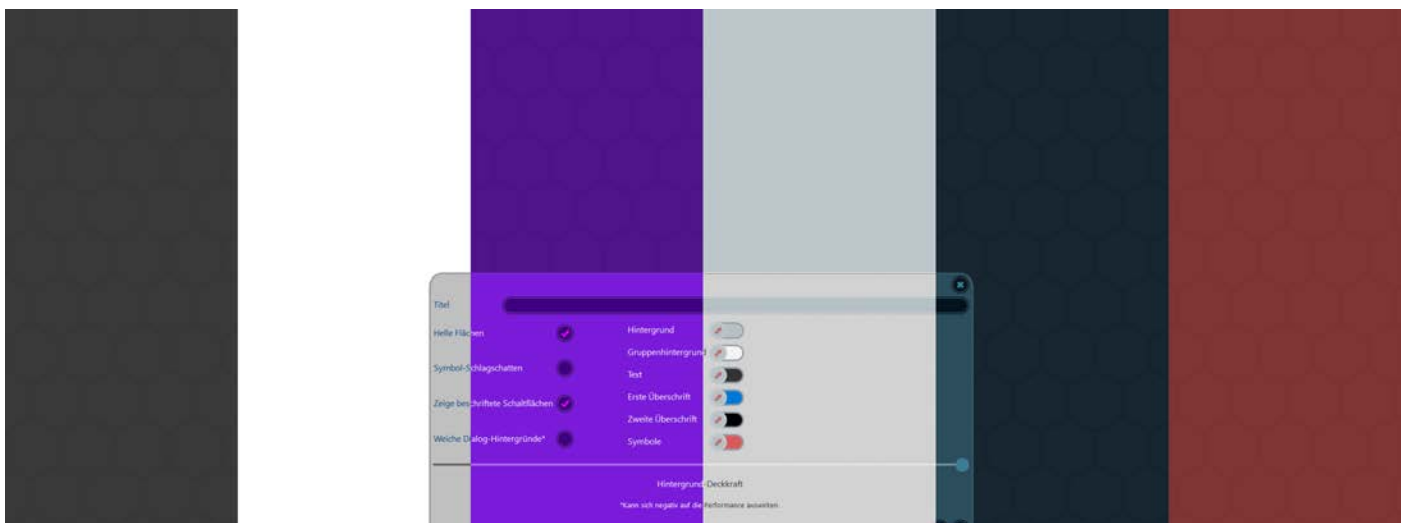 Titel
Helle Flächen
Symbol-Schlagschatten
Zeige beschriftete Schaltflächen
Weiche Dialog-Hintergründe*
Hintergrund
Gruppenhintergrund
Text
Erste Überschrift
Zweite Überschrift
Symbole
Hintergrund-Deckkraft
*Kann sich negativ auf die Performance auswirken.